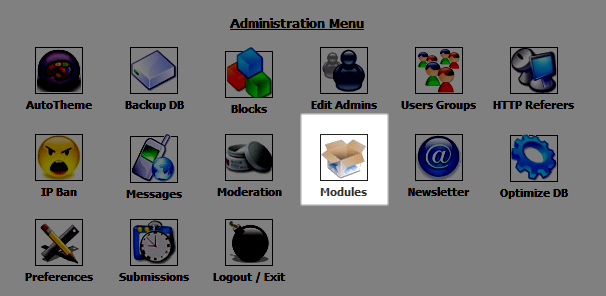 Administration Menu
AutoTheme Backup DB Blocks Edit Admins Users Groups HTTP Referers
IP Ban Messages Moderation Modules Newsletter Optimize DB
Preferences Submissions Logout / Exit